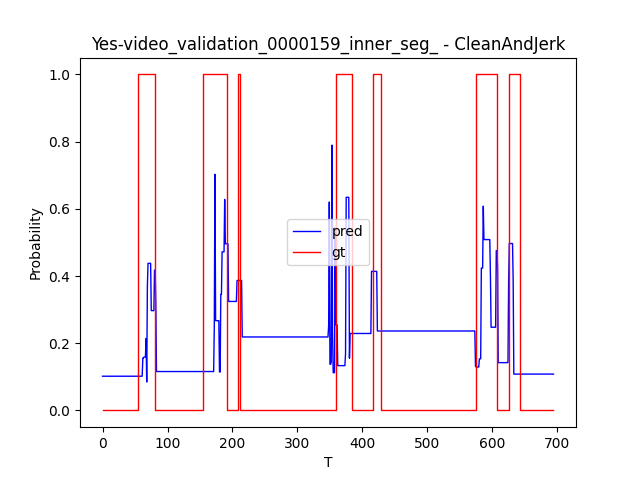 Yes-video_validation_0000159_inner_seg_ - CleanAndJerk
1.0
0.8
0.6
0.4
0.2
0.0
Probability
pred
gt
0 100 200 300 400 500 600 700
T